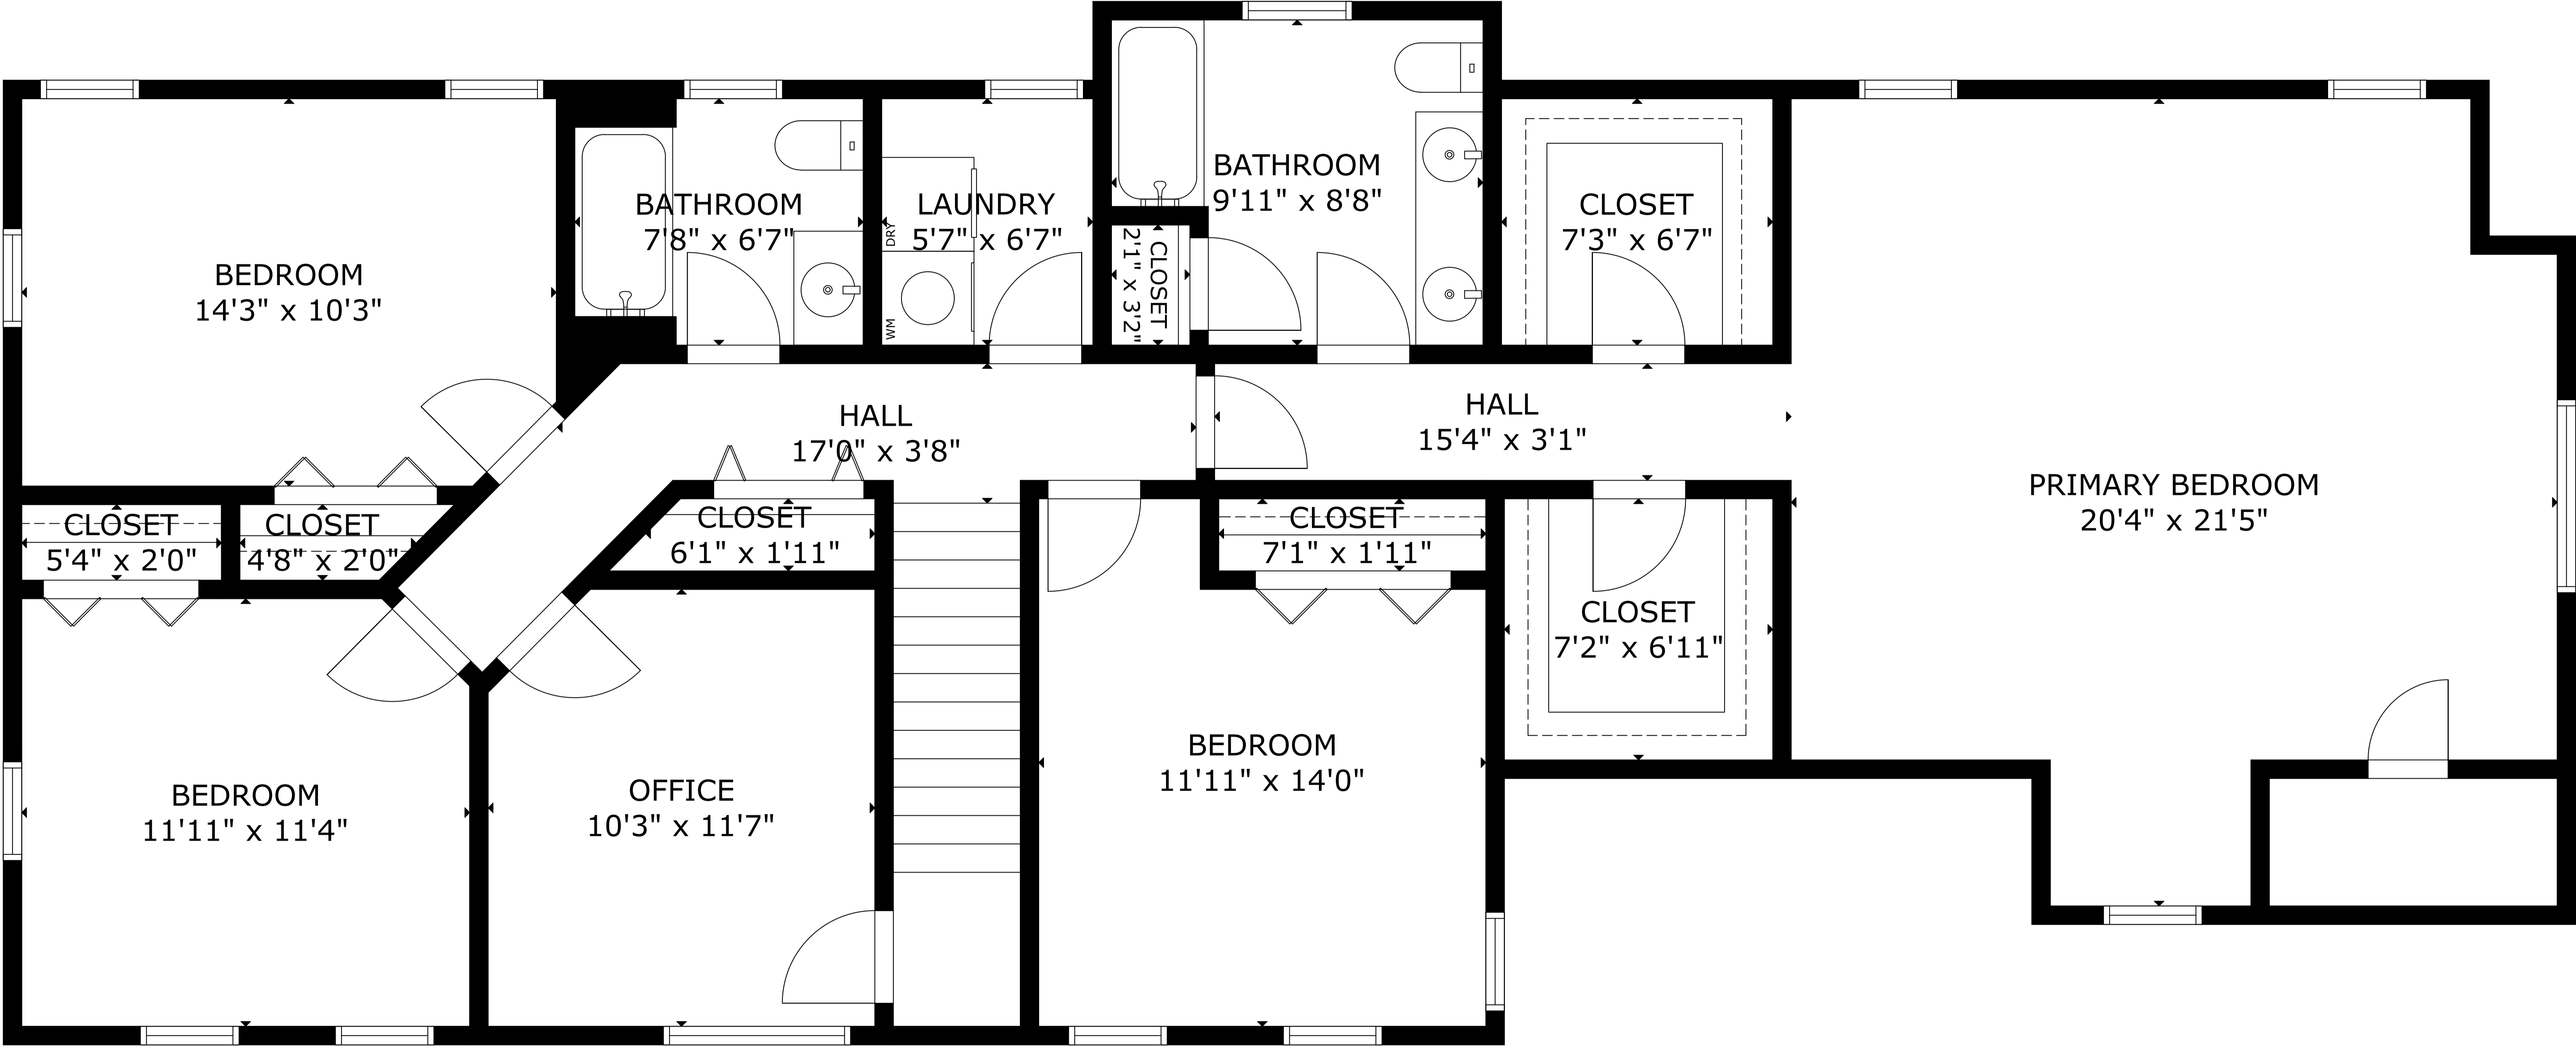 BATHROOM
9'11" x 8'8"
BATHROOM
7'8" x 6'7"
LAUNDRY
5'7" x 6'7"
DRY
WM
CLOSET
2'1" x 3'2"
CLOSET
7'3" x 6'7"
BEDROOM
14'3" x 10'3"
HALL
17'0" x 3'8"
HALL
15'4" x 3'1"
PRIMARY BEDROOM
20'4" x 21'5"
CLOSET
5'4" x 2'0"
CLOSET
4'8" x 2'0"
CLOSET
6'1" x 1'11"
CLOSET
7'1" x 1'11"
CLOSET
7'2" x 6'11"
BEDROOM
11'11" x 11'4"
OFFICE
10'3" x 11'7"
BEDROOM
11'11" x 14'0"